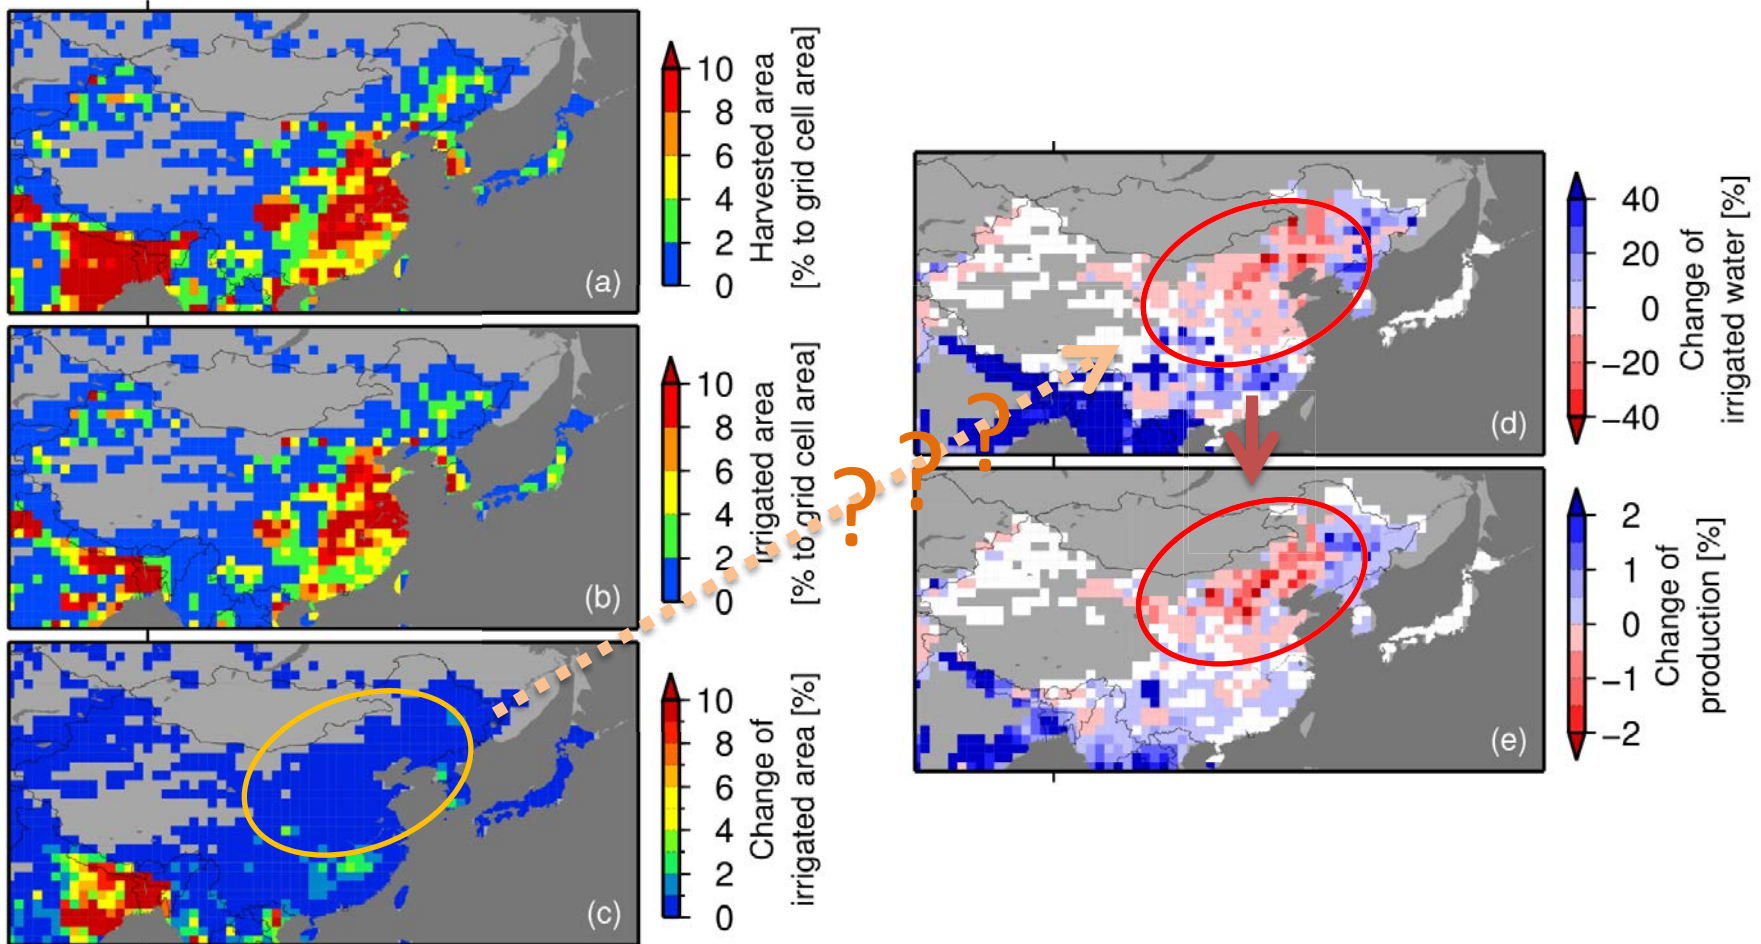 10
8
6
4
2
0
Harvested area
[% to grid cell area]
(a)
10
8
6
4
2
0
Irrigated area
[% to grid cell area]
(b)
10
8
6
4
2
0
Change of
irrigated area [%]
(c)
? ? ?
40
20
0
−20
−40
Change of
irrigated water [%]
(d)
2
1
0
−1
−2
Change of
production [%]
(e)